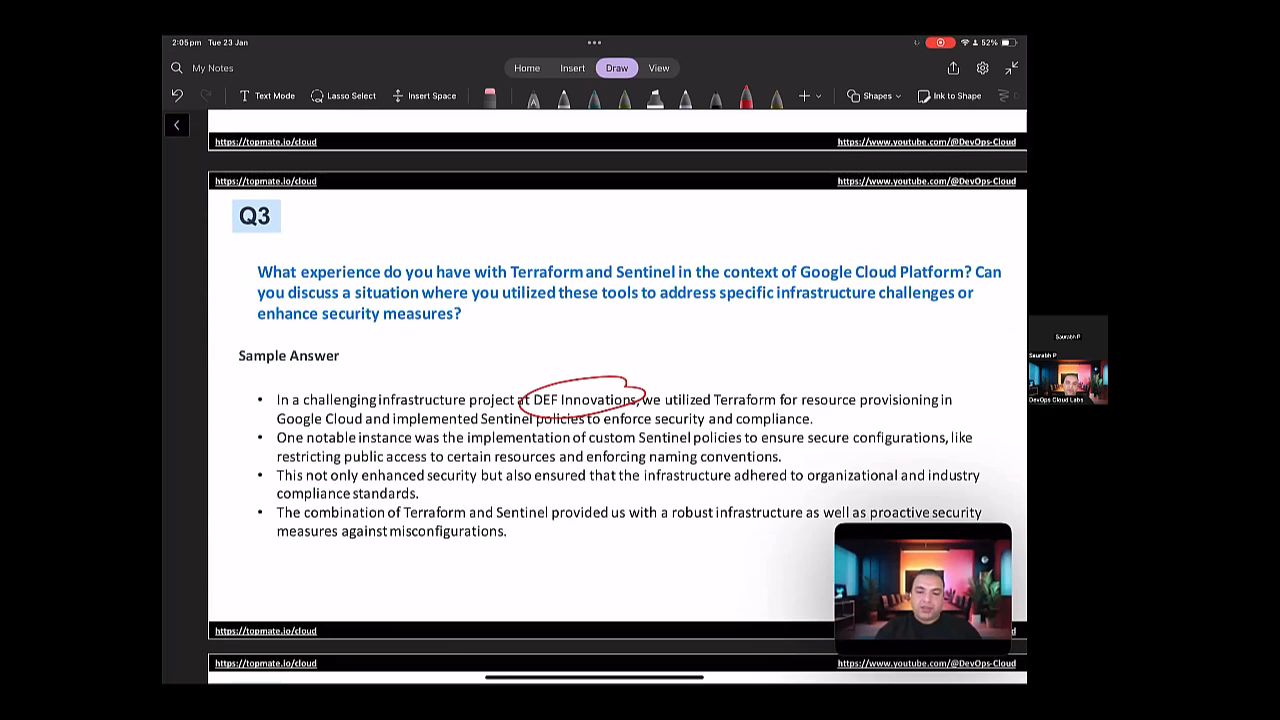 2:05pm Tue 23 Jan
52%
My Notes
Home Insert Draw View
Text Mode Lasso Select Insert Space Shapes Ink to Shape
https://topmate.io/cloud https://www.youtube.com/@DevOps-Cloud
https://topmate.io/cloud https://www.youtube.com/@DevOps-Cloud
Q3
What experience do you have with Terraform and Sentinel in the context of Google Cloud Platform? Can
you discuss a situation where you utilized these tools to address specific infrastructure challenges or
enhance security measures?
Sample Answer
• In a challenging infrastructure project at DEF Innovations, we utilized Terraform for resource provisioning in
Google Cloud and implemented Sentinel policies to enforce security and compliance.
• One notable instance was the implementation of custom Sentinel policies to ensure secure configurations, like
restricting public access to certain resources and enforcing naming conventions.
• This not only enhanced security but also ensured that the infrastructure adhered to organizational and industry
compliance standards.
• The combination of Terraform and Sentinel provided us with a robust infrastructure as well as proactive security
measures against misconfigurations.
Saurabh P
Saurabh P
DevOps Cloud Labs
https://topmate.io/cloud
https://topmate.io/cloud https://www.youtube.com/@DevOps-Cloud